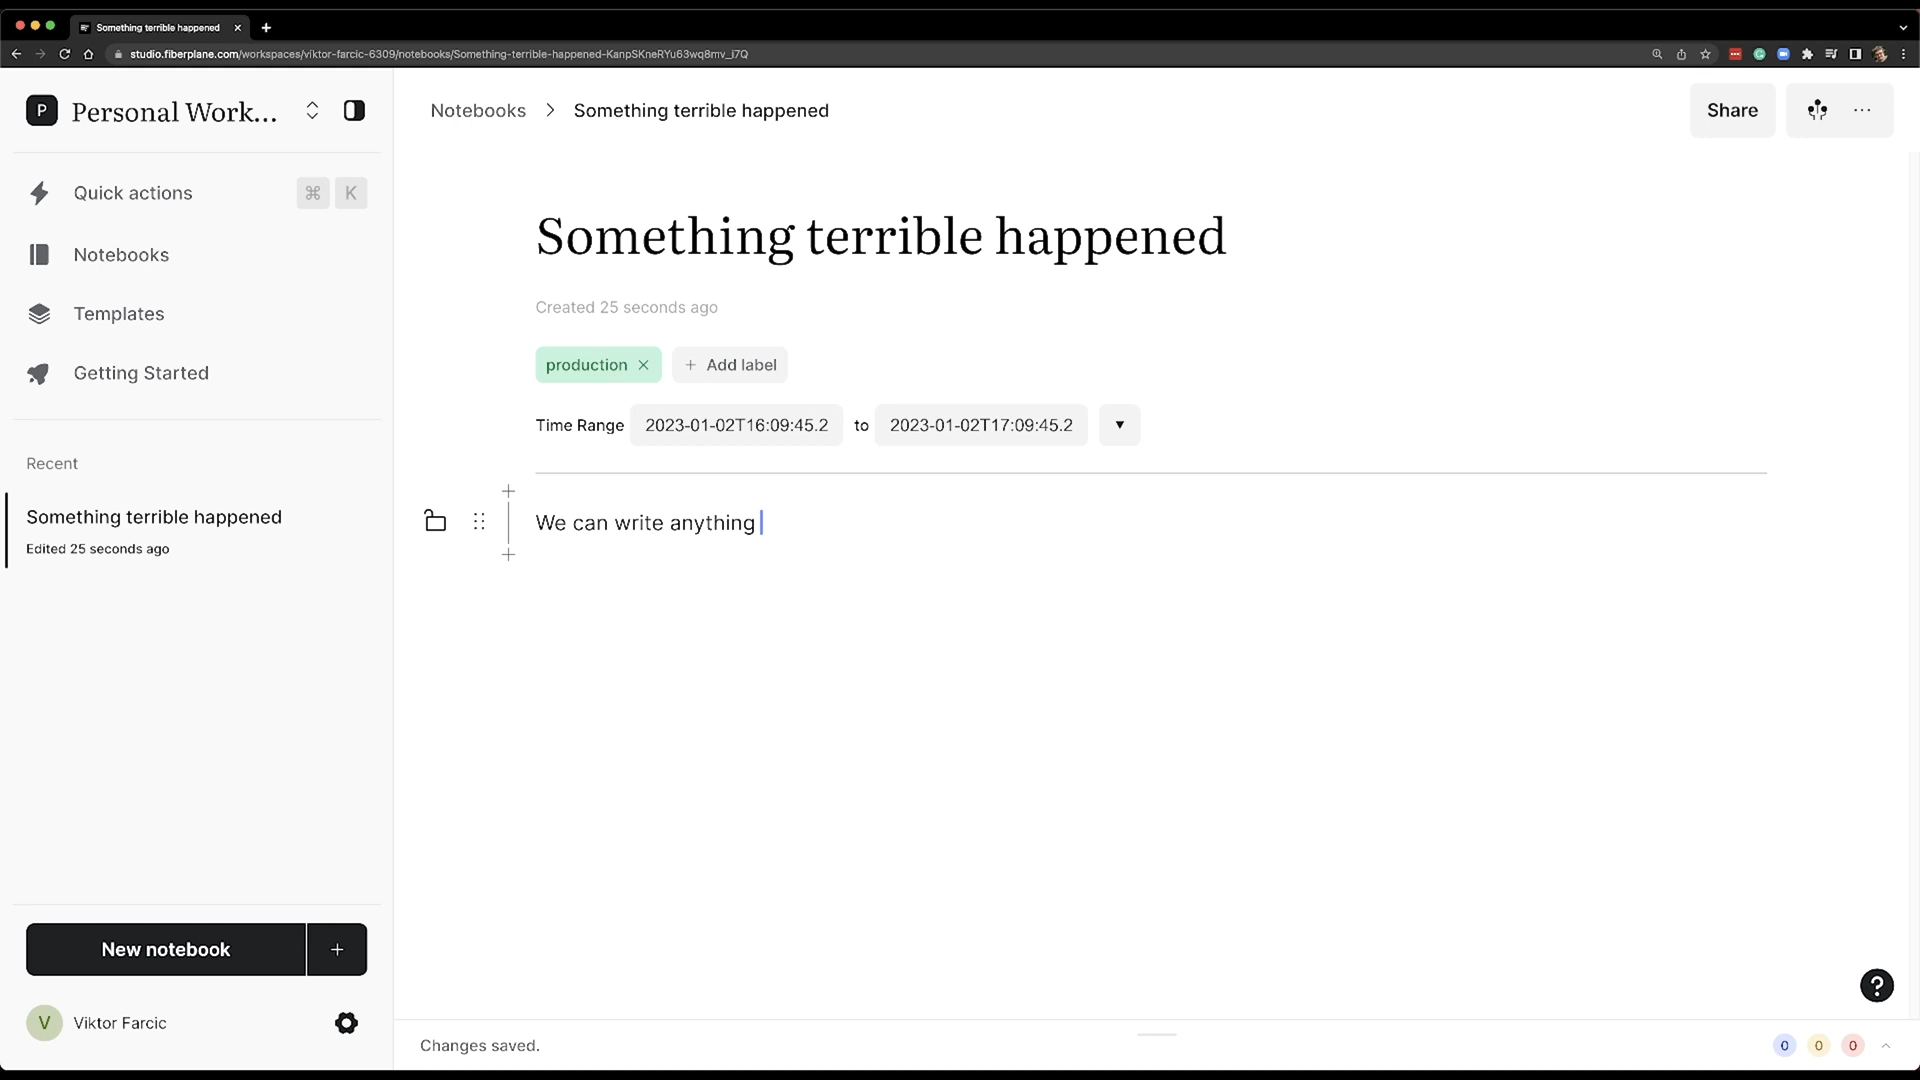 Something terrible happened
studio.fiberplane.com/workspaces/viktor-farcic-6309/notebooks/Something-terrible-happened-KanpSKneRYu63wq8mv_i7Q
P Personal Work...
Notebooks > Something terrible happened
Share
Quick actions ⌘ K
Notebooks
Templates
Getting Started
Recent
Something terrible happened
Edited 25 seconds ago
New notebook +
V Viktor Farcic
Something terrible happened
Created 25 seconds ago
production × + Add label
Time Range 2023-01-02T16:09:45.2 to 2023-01-02T17:09:45.2
We can write anything
?
Changes saved.
0 0 0